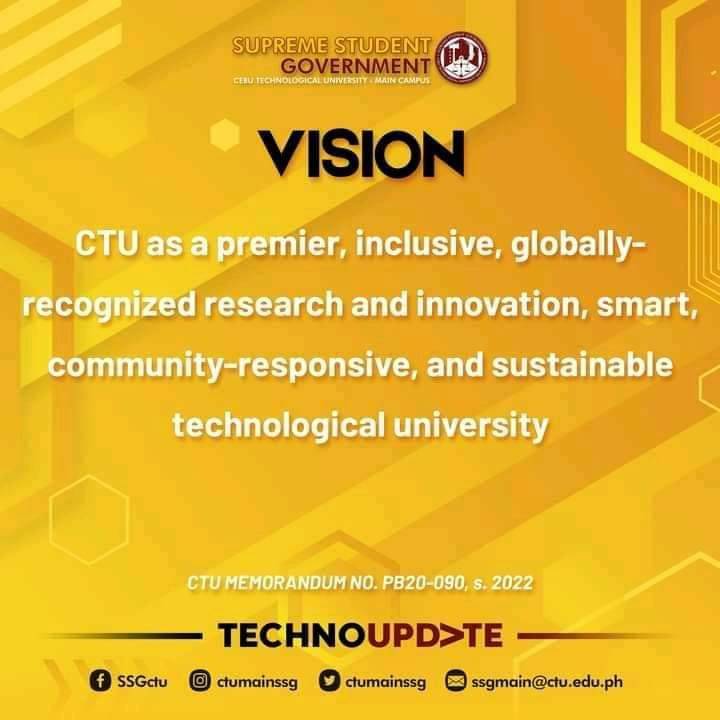 SUPREME STUDENT
GOVERNMENT
CEBU TECHNOLOGICAL UNIVERSITY - MAIN CAMPUS
VISION
CTU as a premier, inclusive, globally-
recognized research and innovation, smart,
community-responsive, and sustainable
technological university
CTU MEMORANDUM NO. PB20-090, s. 2022
TECHNOUPD>TE
SSGctu ctumainssg ctumainssg ssgmain@ctu.edu.ph